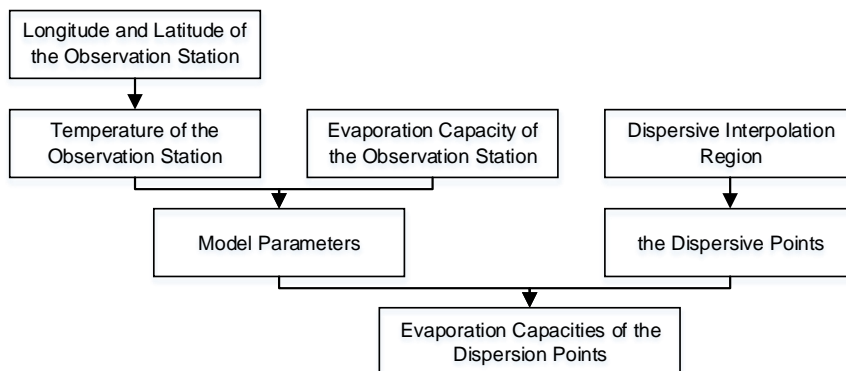 Longitude and Latitude of
the Observation Station
Temperature of the
Observation Station
Evaporation Capacity of
the Observation Station
Dispersive Interpolation
Region
Model Parameters
the Dispersive Points
Evaporation Capacities of the
Dispersion Points